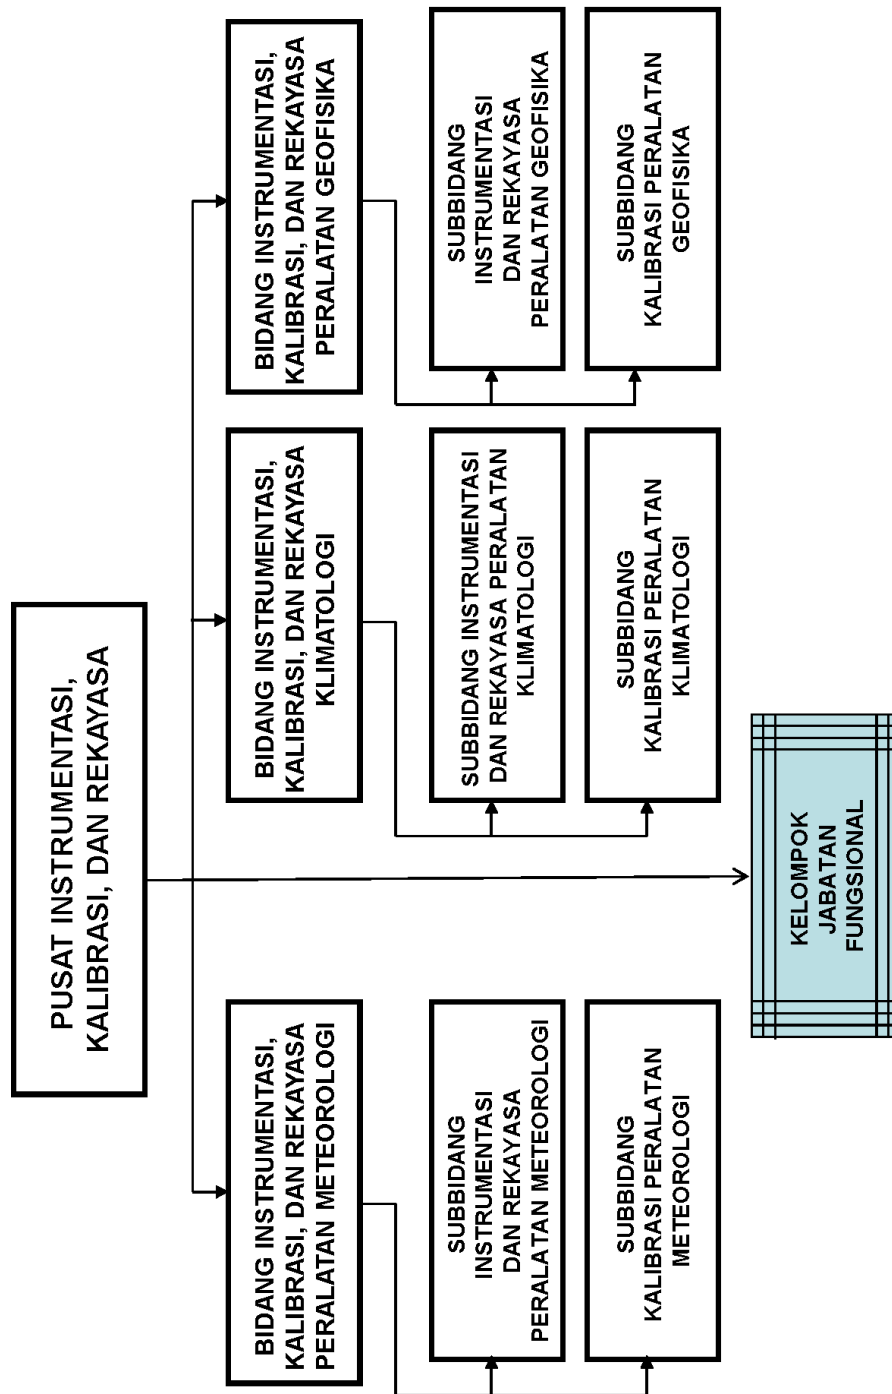 PUSAT INSTRUMENTASI,
KALIBRASI, DAN REKAYASA
BIDANG INSTRUMENTASI,
KALIBRASI, DAN REKAYASA
PERALATAN METEOROLOGI
BIDANG INSTRUMENTASI,
KALIBRASI, DAN REKAYASA
KLIMATOLOGI
BIDANG INSTRUMENTASI,
KALIBRASI, DAN REKAYASA
PERALATAN GEOFISIKA
SUBBIDANG
INSTRUMENTASI
DAN REKAYASA
PERALATAN METEOROLOGI
SUBBIDANG INSTRUMENTASI
DAN REKAYASA PERALATAN
KLIMATOLOGI
SUBBIDANG
INSTRUMENTASI
DAN REKAYASA
PERALATAN GEOFISIKA
SUBBIDANG
KALIBRASI PERALATAN
METEOROLOGI
SUBBIDANG
KALIBRASI PERALATAN
KLIMATOLOGI
SUBBIDANG
KALIBRASI PERALATAN
GEOFISIKA
KELOMPOK
JABATAN
FUNGSIONAL